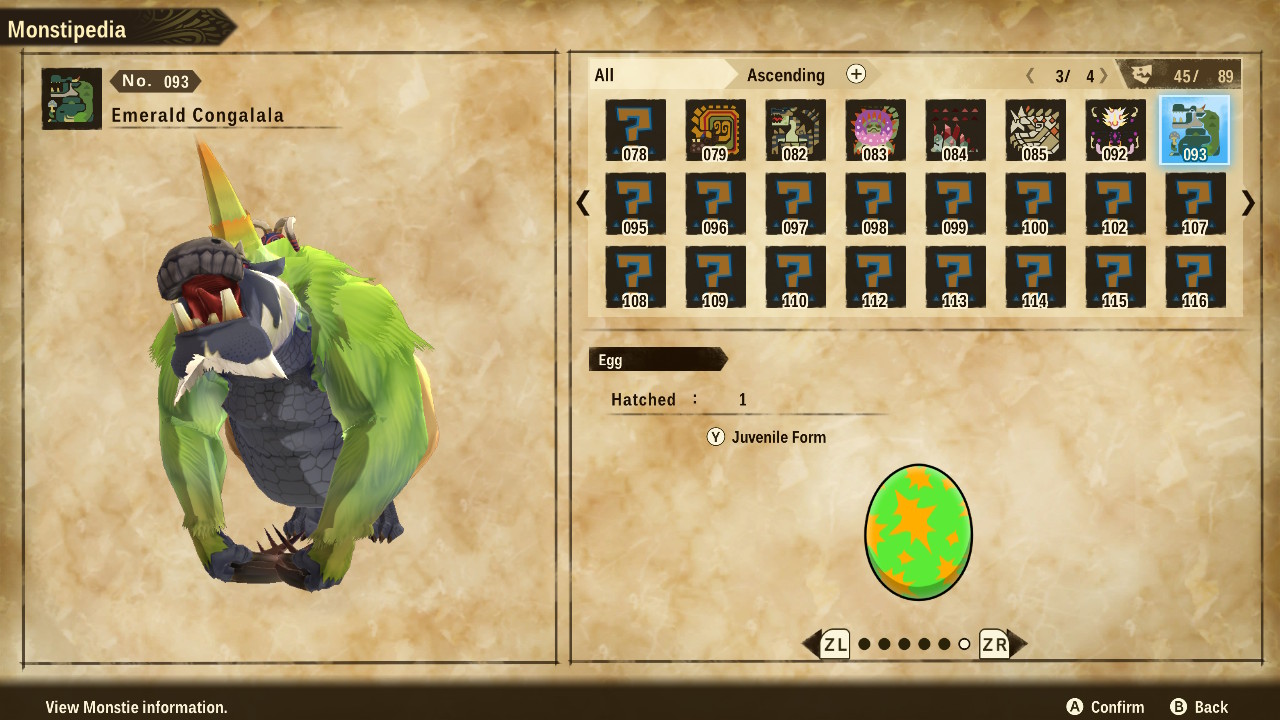 Monstipedia
No. 093
Emerald Congalala
All
Ascending
3/ 4
45/ 89
078 079 082 083 084 085 092 093
095 096 097 098 099 100 102 107
108 109 110 112 113 114 115 116
Egg
Hatched : 1
Y Juvenile Form
ZL ZR
View Monstie information.
A Confirm B Back